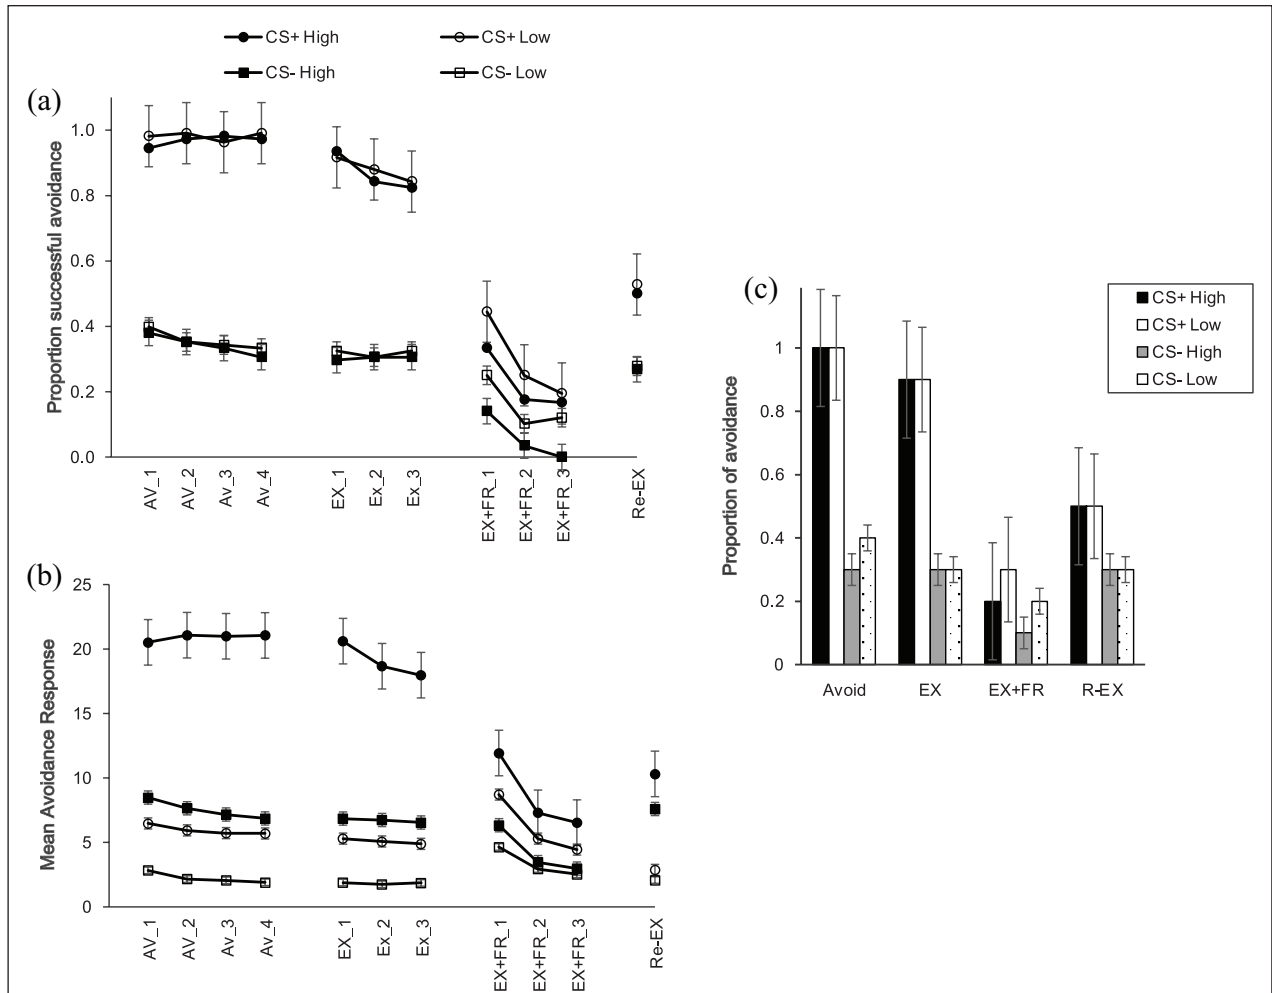 CS+ High
CS+ Low
CS- High
CS- Low
(a)
Proportion successful avoidance
1.0
0.8
0.6
0.4
0.2
0.0
AV_1
AV_2
Av_3
Av_4
EX_1
Ex_2
Ex_3
EX+FR_1
EX+FR_2
EX+FR_3
Re-EX
(b)
Mean Avoidance Response
25
20
15
10
5
0
AV_1
AV_2
Av_3
Av_4
EX_1
Ex_2
Ex_3
EX+FR_1
EX+FR_2
EX+FR_3
Re-EX
(c)
CS+ High
CS+ Low
CS- High
CS- Low
Proportion of avoidance
1
0.8
0.6
0.4
0.2
0
Avoid
EX
EX+FR
R-EX